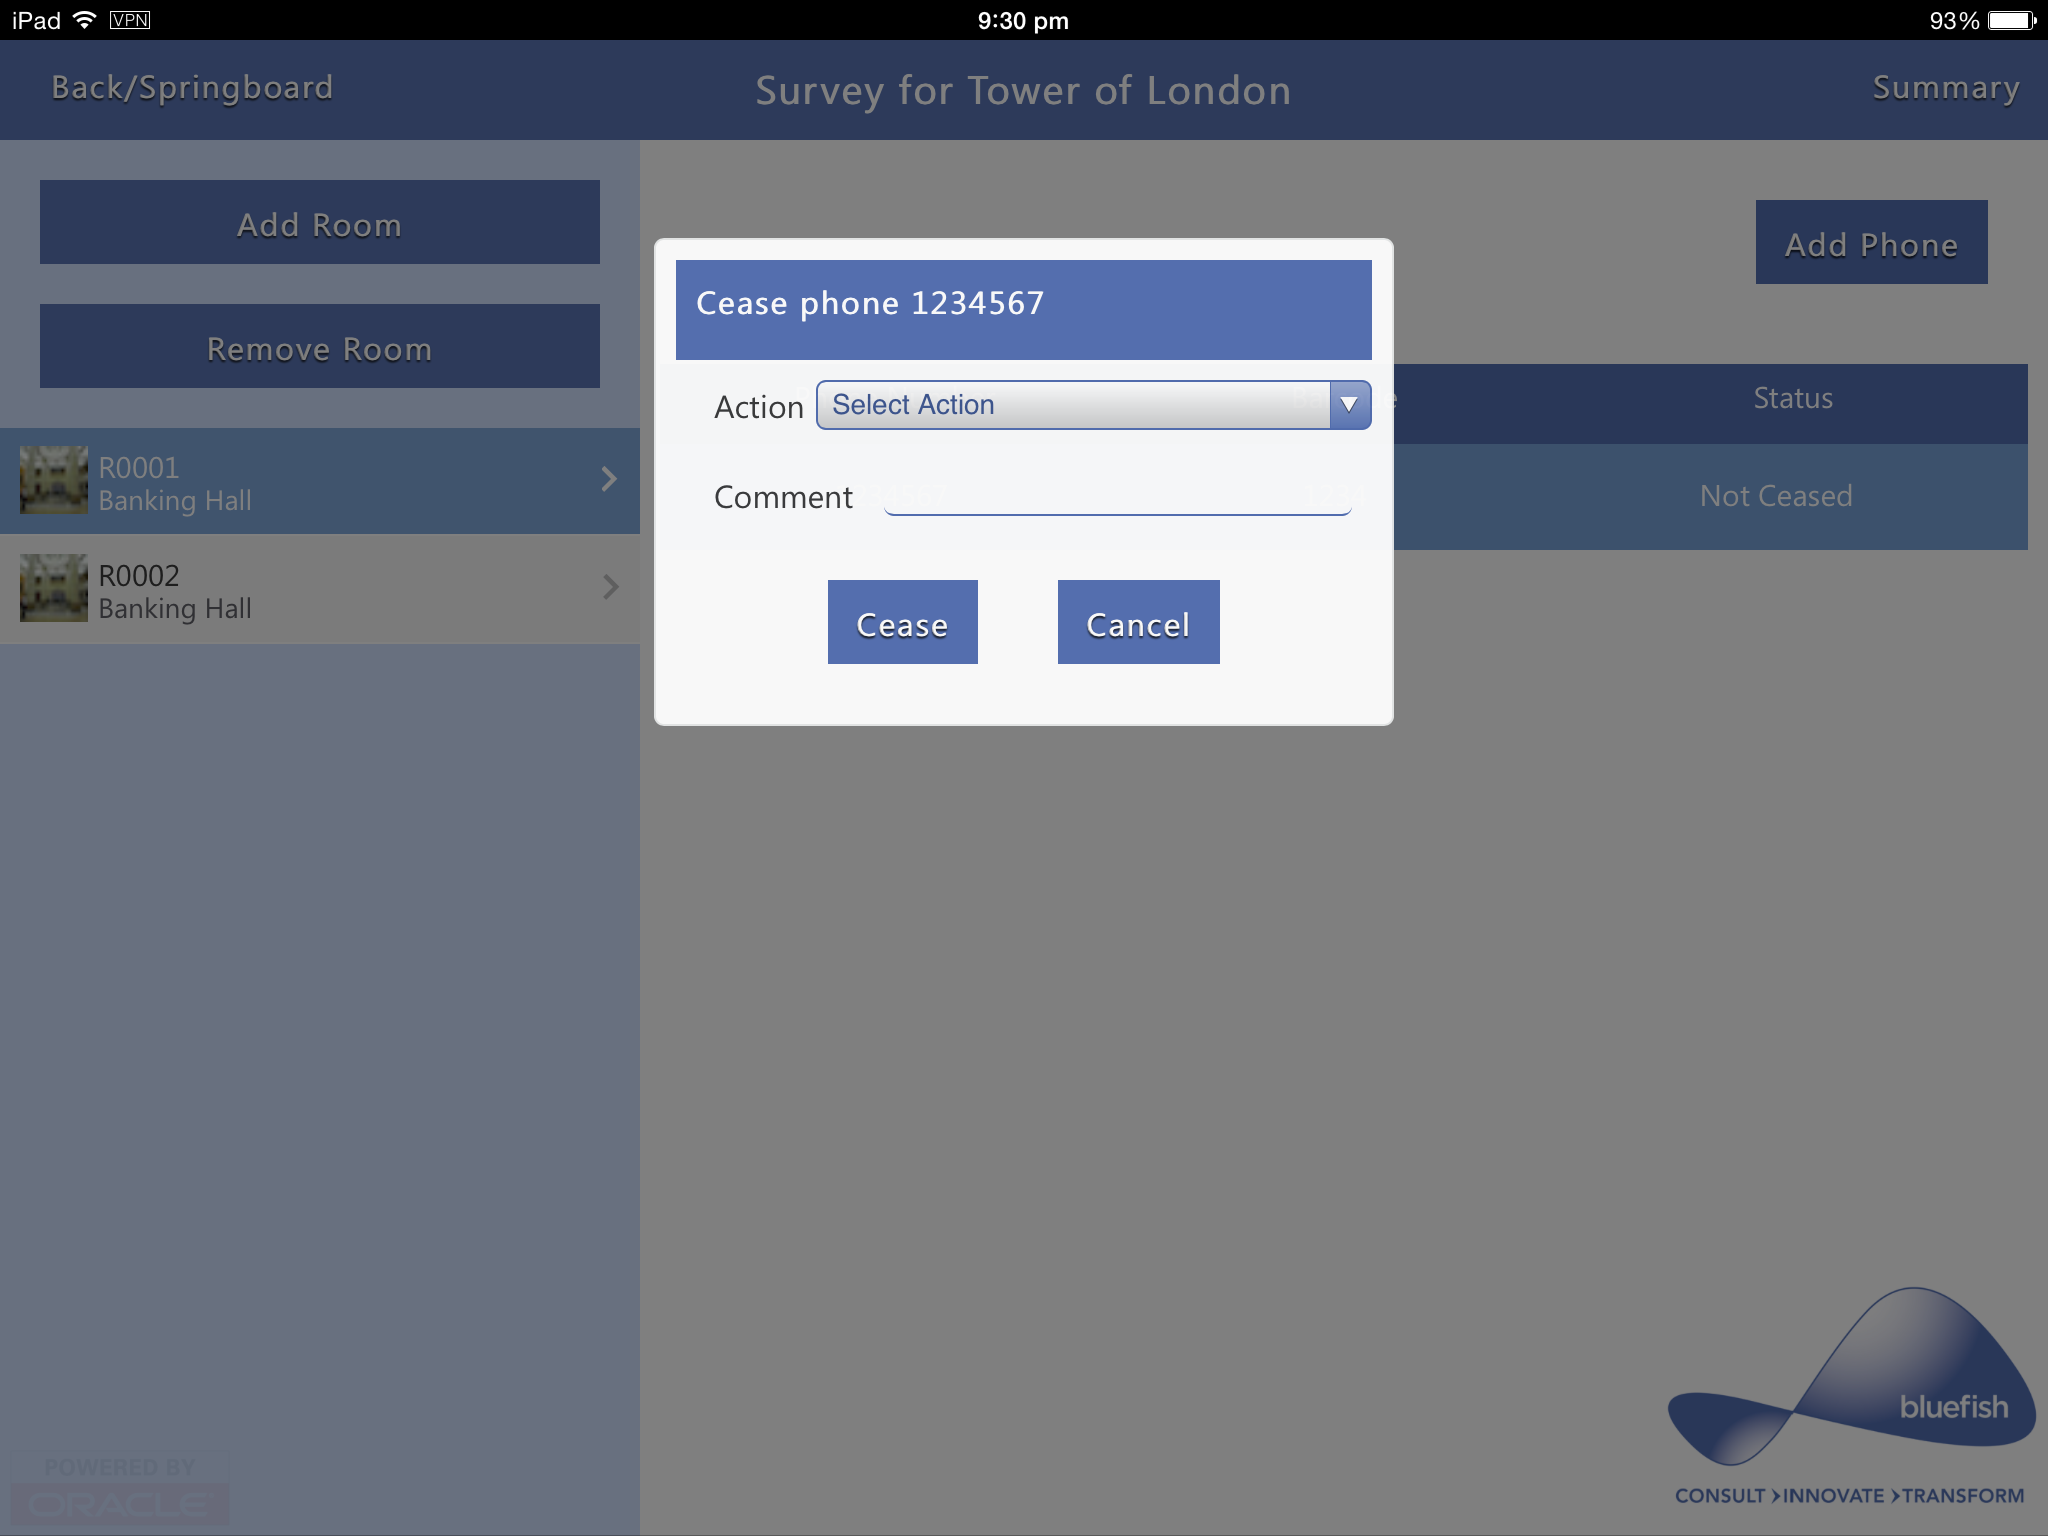 iPad VPN 9:30 pm 93%
Back/Springboard Survey for Tower of London Summary
Add Room
Remove Room
R0001
Banking Hall
R0002
Banking Hall
Add Phone
Status
Not Ceased
Cease phone 1234567
Action Select Action
Comment
Cease Cancel
POWERED BY
ORACLE
bluefish
CONSULT >INNOVATE >TRANSFORM